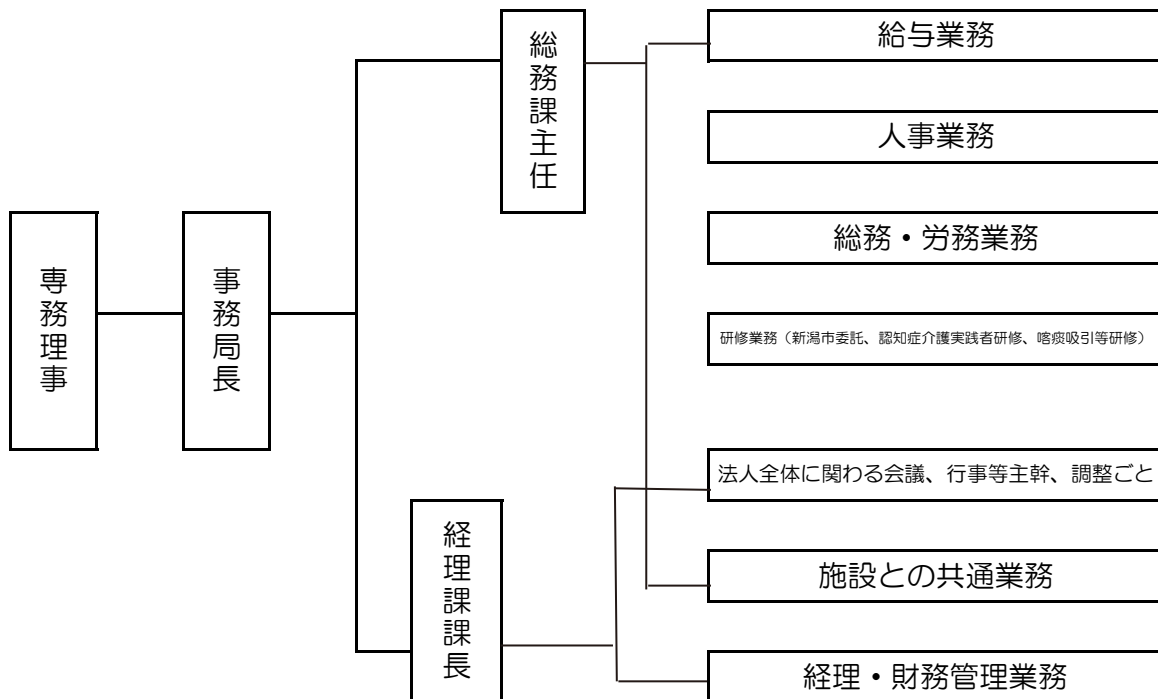 専務理事
事務局長
総務課主任
経理課課長
給与業務
人事業務
総務・労務業務
研修業務（新潟市委託、認知症介護実践者研修、喀痰吸引等研修）
法人全体に関わる会議、行事等主幹、調整ごと
施設との共通業務
経理・財務管理業務